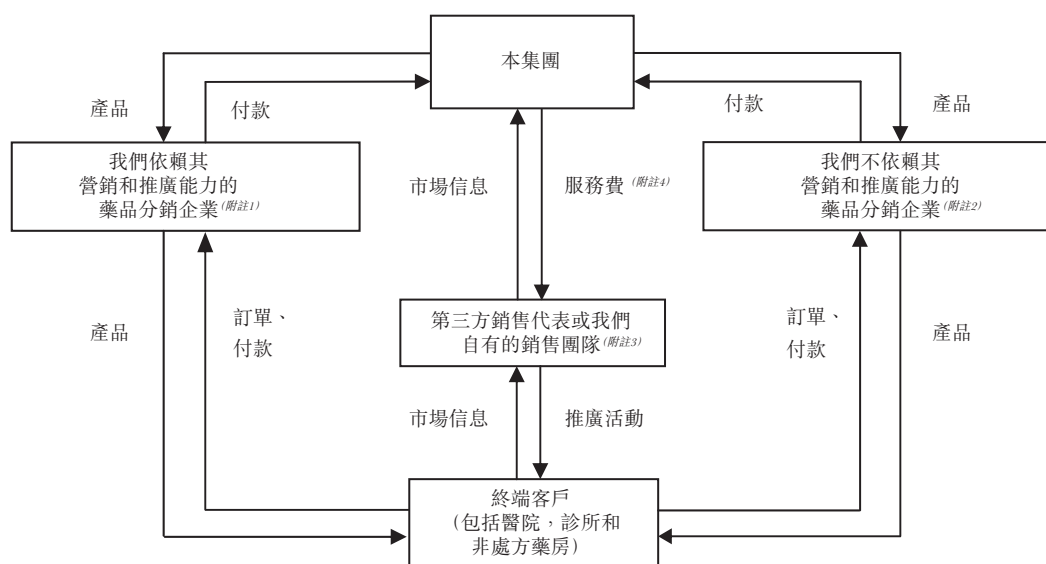 本集團
產品
付款
付款
產品
我們依賴其
營銷和推廣能力的
藥品分銷企業(附註1)
市場信息
服務費(附註4)
我們不依賴其
營銷和推廣能力的
藥品分銷企業(附註2)
產品
訂單、
付款
第三方銷售代表或我們
自有的銷售團隊(附註3)
訂單、
付款
產品
市場信息
推廣活動
終端客戶
(包括醫院，診所和
非處方藥房)